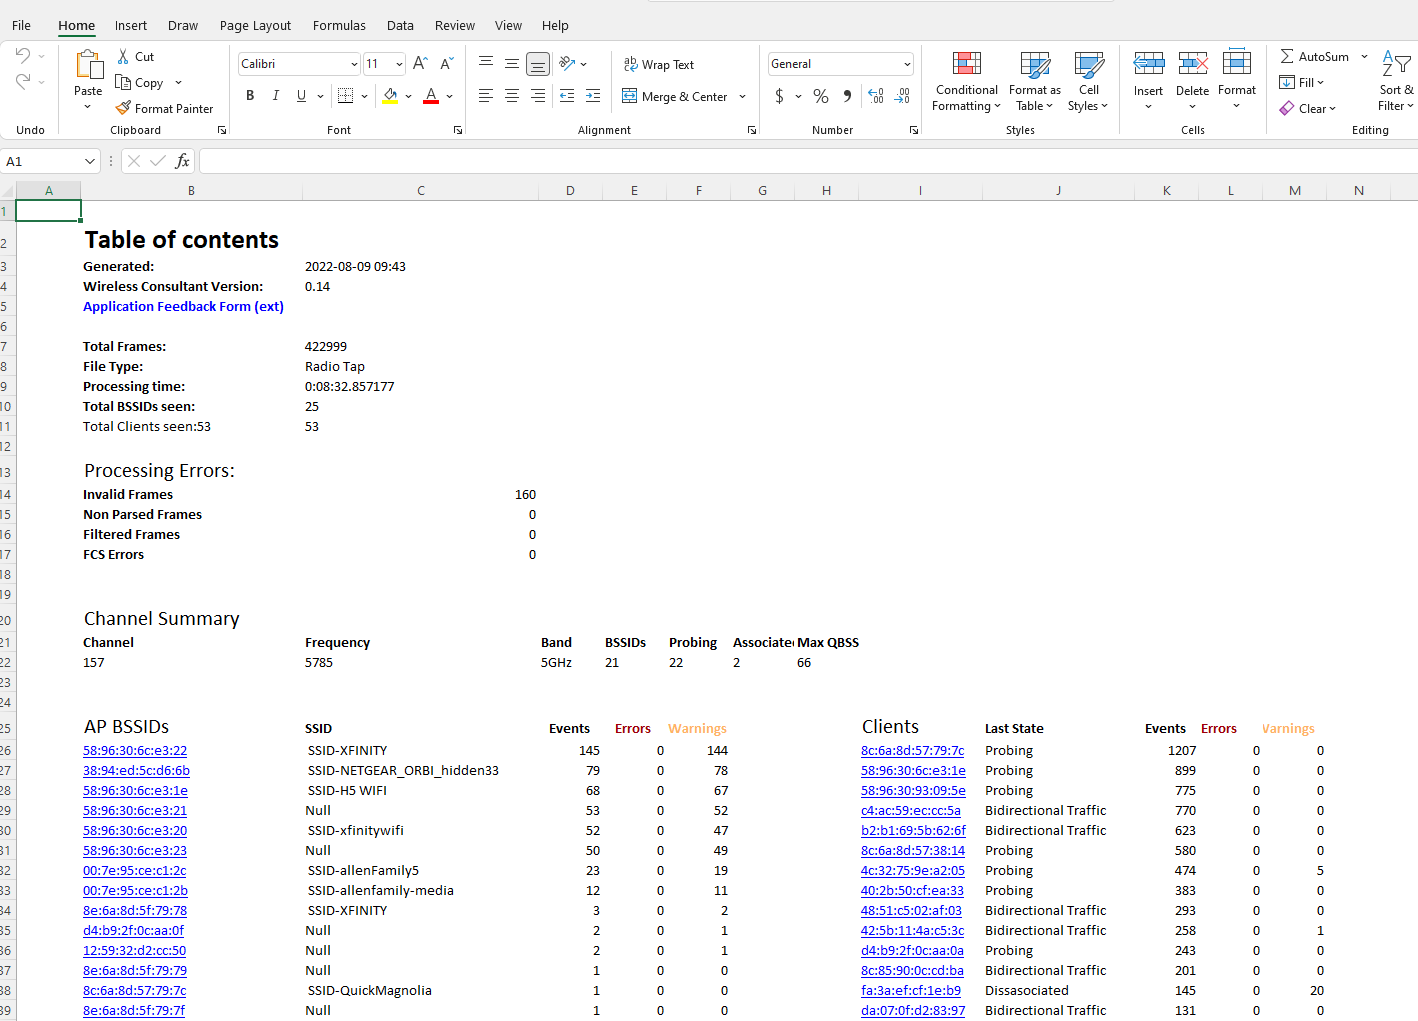 File Home Insert Draw Page Layout Formulas Data Review View Help
Cut
Calibri 11 A A Wrap Text General AutoSum
Paste Copy Conditional Formatting Format as Table Cell Styles Insert Delete Format Fill Sort & Filter
Format Painter B I U A Merge & Center $ % 9 .00 Clear
Undo Clipboard Font Alignment Number Styles Cells Editing
A1 fx
A B C D E F G H I J K L M N
1
2 Table of contents
3 Generated: 2022-08-09 09:43
4 Wireless Consultant Version: 0.14
5 Application Feedback Form (ext)
6
7 Total Frames: 422999
8 File Type: Radio Tap
9 Processing time: 0:08:32.857177
10 Total BSSIDs seen: 25
11 Total Clients seen:53 53
12
13 Processing Errors:
14 Invalid Frames 160
15 Non Parsed Frames 0
16 Filtered Frames 0
17 FCS Errors 0
18
19
20 Channel Summary
21 Channel Frequency Band BSSIDs Probing Associate Max QBSS
22 157 5785 5GHz 21 22 2 66
23
24
25 AP BSSIDs SSID Events Errors Warnings Clients Last State Events Errors Warnings
26 58:96:30:6c:e3:22 SSID-XFINITY 145 0 144 8c:6a:8d:57:79:7c Probing 1207 0 0
27 38:94:ed:5c:d6:6b SSID-NETGEAR_ORBI_hidden33 79 0 78 58:96:30:6c:e3:1e Probing 899 0 0
28 58:96:30:6c:e3:1e SSID-H5 WIFI 68 0 67 58:96:30:93:09:5e Probing 775 0 0
29 58:96:30:6c:e3:21 Null 53 0 52 c4:ac:59:ec:cc:5a Bidirectional Traffic 770 0 0
30 58:96:30:6c:e3:20 SSID-xfinitywifi 52 0 47 b2:b1:69:5b:62:6f Bidirectional Traffic 623 0 0
31 58:96:30:6c:e3:23 Null 50 0 49 8c:6a:8d:57:38:14 Probing 580 0 0
32 00:7e:95:ce:c1:2c SSID-allenFamily5 23 0 19 4c:32:75:9e:a2:05 Probing 474 0 5
33 00:7e:95:ce:c1:2b SSID-allenfamily-media 12 0 11 40:2b:50:cf:ea:33 Probing 383 0 0
34 8e:6a:8d:5f:79:78 SSID-XFINITY 3 0 2 48:51:c5:02:af:03 Bidirectional Traffic 293 0 0
35 d4:b9:2f:0c:aa:0f Null 2 0 1 42:5b:11:4a:c5:3c Bidirectional Traffic 258 0 1
36 12:59:32:d2:cc:50 Null 2 0 1 d4:b9:2f:0c:aa:0a Probing 243 0 0
37 8e:6a:8d:5f:79:79 Null 1 0 0 8c:85:90:0c:cd:ba Bidirectional Traffic 201 0 0
38 8c:6a:8d:57:79:7c SSID-QuickMagnolia 1 0 0 fa:3a:ef:cf:1e:b9 Dissasociated 145 0 20
39 8e:6a:8d:5f:79:7f Null 1 0 0 da:07:0f:d2:83:97 Bidirectional Traffic 131 0 0